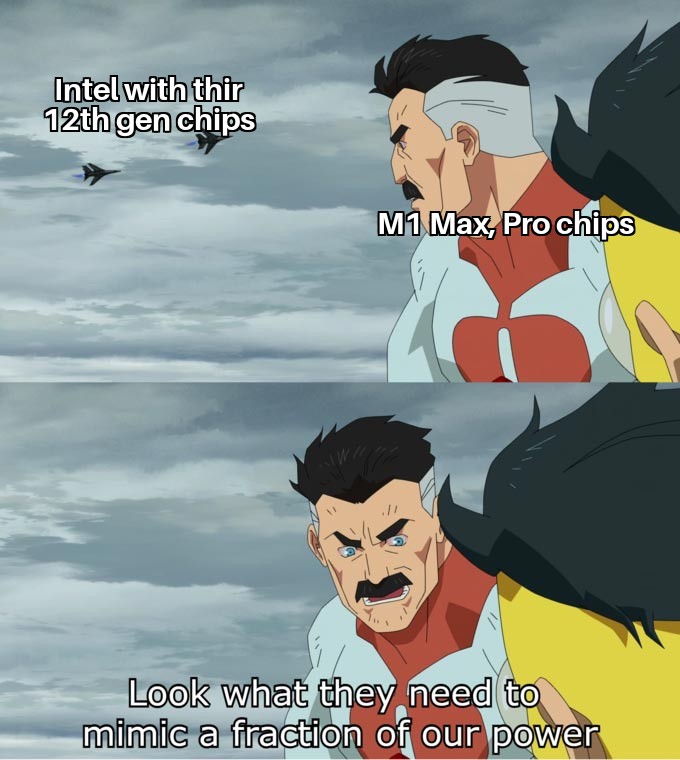 Intel with thir
12th gen chips
M1 Max, Pro chips
Look what they need to
mimic a fraction of our power